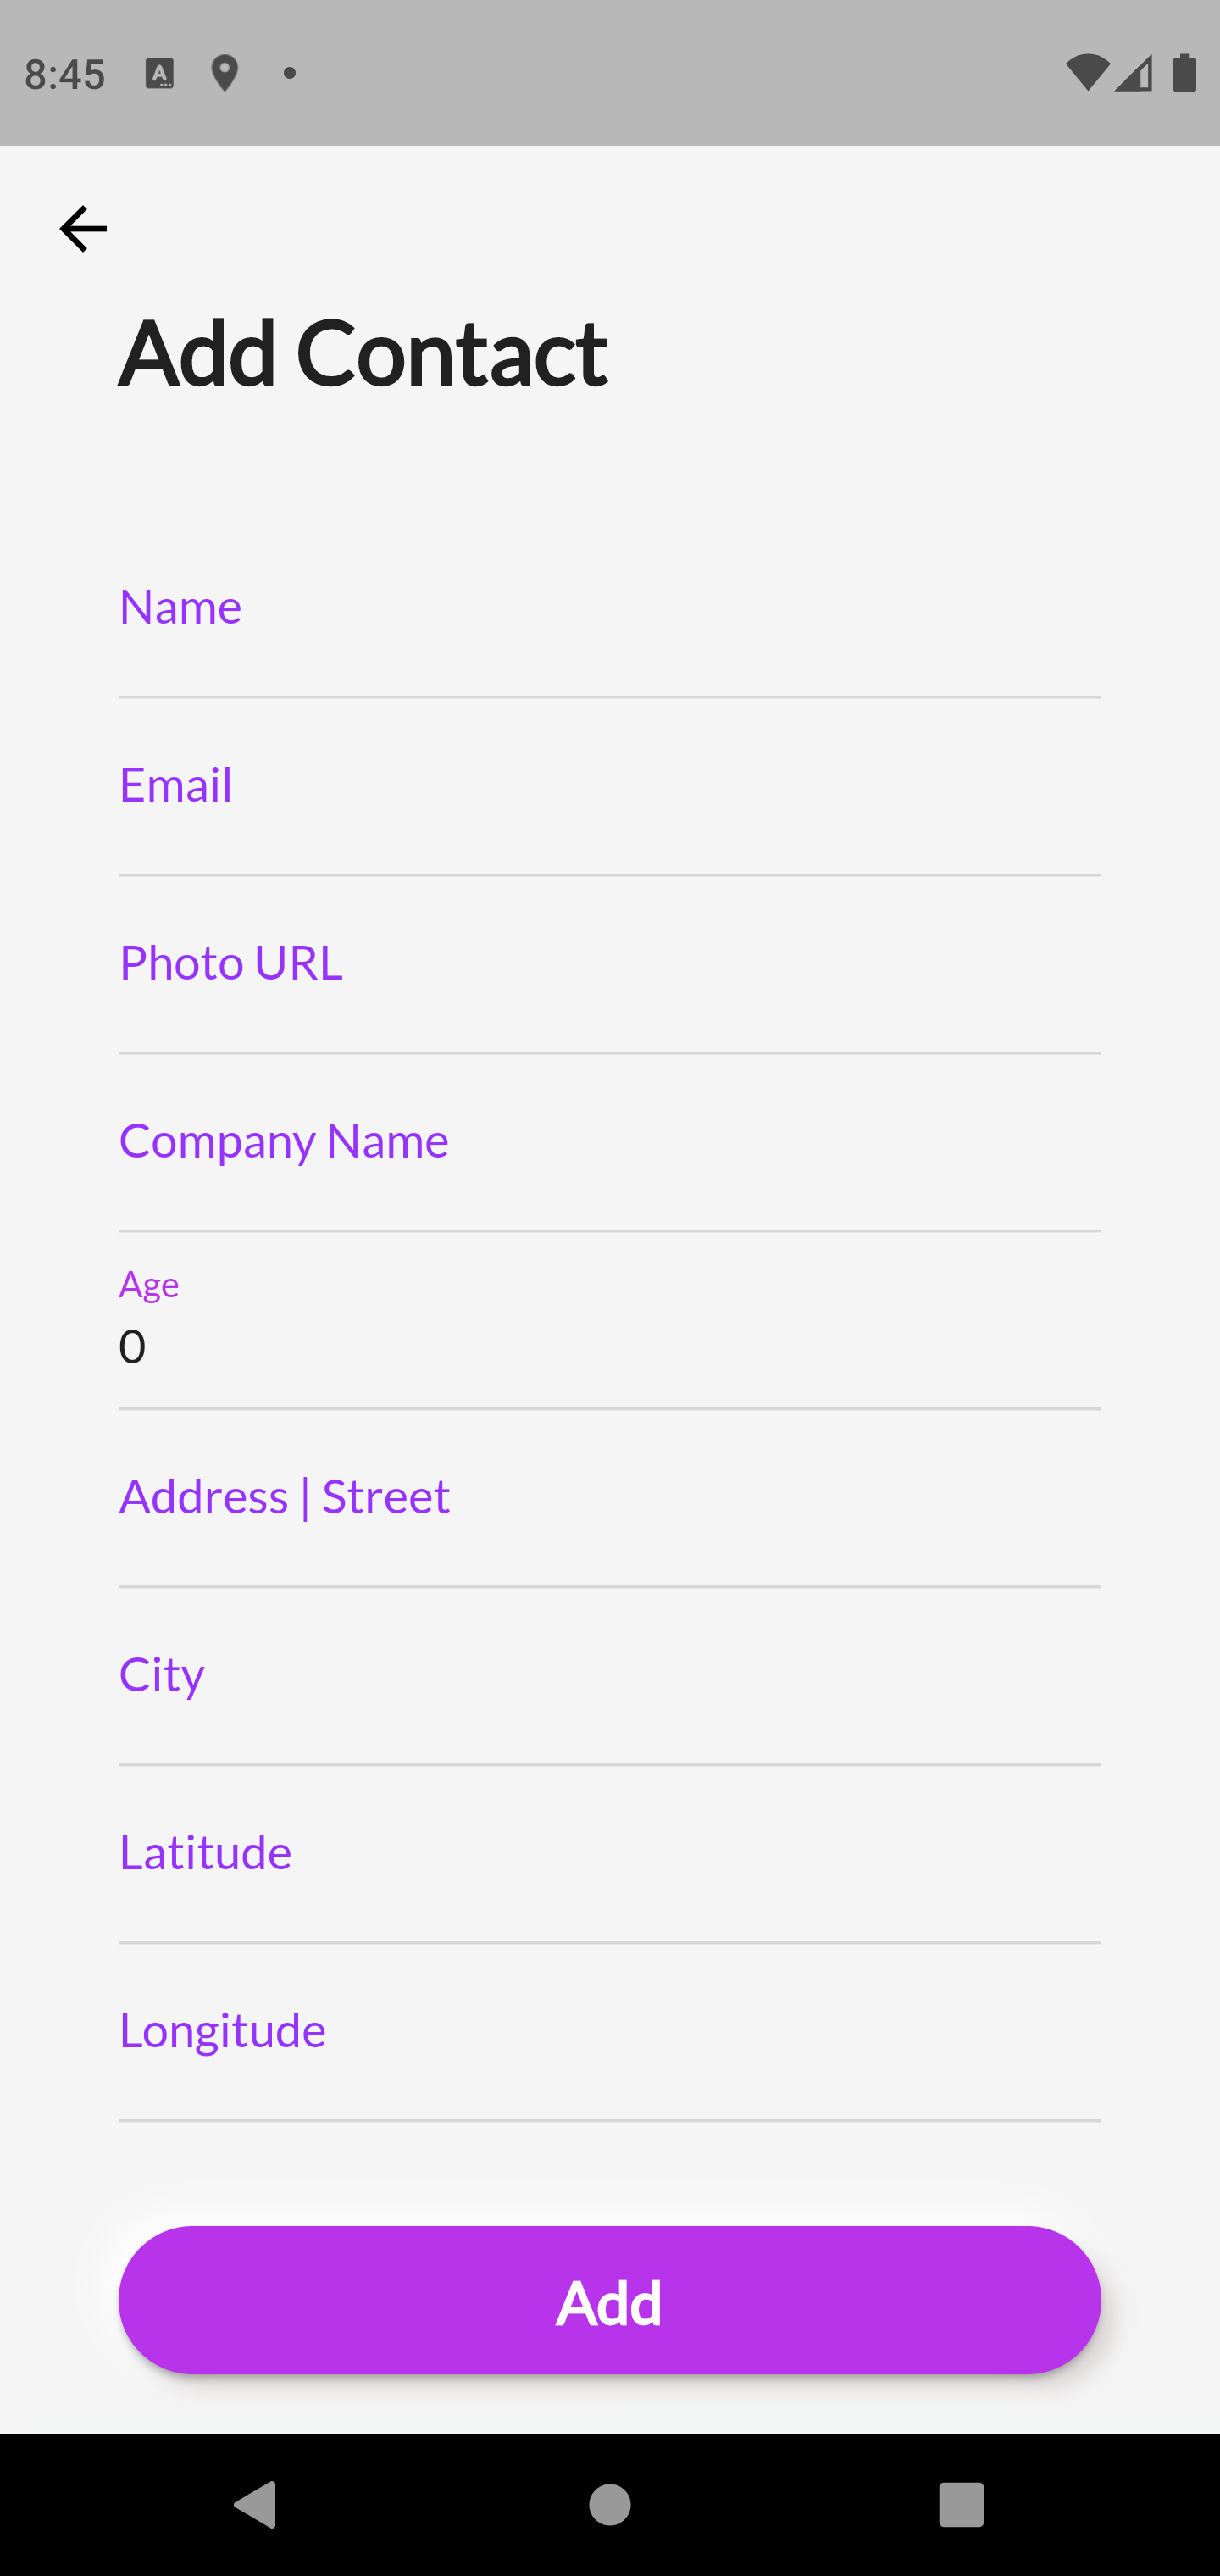 8:45
Add Contact
Name
Email
Photo URL
Company Name
Age
0
Address | Street
City
Latitude
Longitude
Add